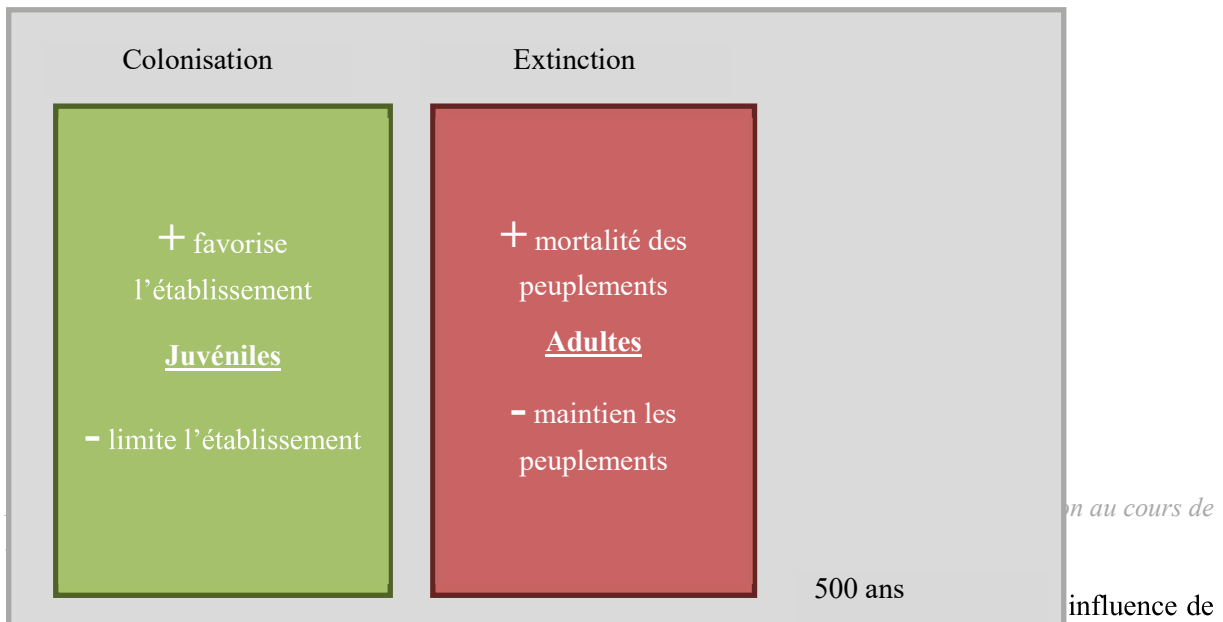 Colonisation
Extinction
+ favorise
l’établissement
Juvéniles
- limite l’établissement
+ mortalité des
peuplements
Adultes
- maintien les
peuplements
au cours de
500 ans
influence de